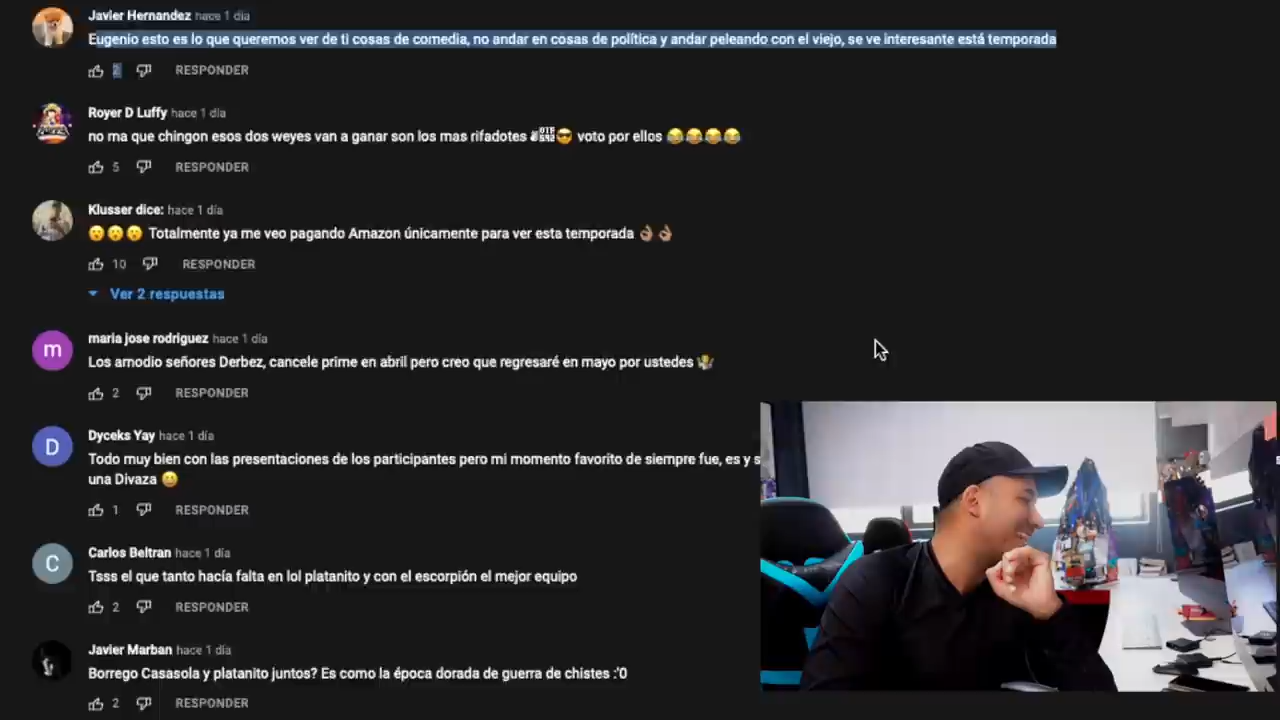 Javier Hernandez hace 1 día
Eugenio esto es lo que queremos ver de ti cosas de comedia, no andar en cosas de política y andar peleando con el viejo, se ve interesante está temporada
2 RESPONDER
Royer D Luffy hace 1 día
no ma que chingon esos dos weyes van a ganar son los mas rifadotes 😎 voto por ellos 😂😂😂😂
5 RESPONDER
Klusser dice: hace 1 día
😮😮😮 Totalmente ya me veo pagando Amazon únicamente para ver esta temporada 👌🏽👌🏽
10 RESPONDER
Ver 2 respuestas
m
maria jose rodriguez hace 1 día
Los amodio señores Derbez, cancele prime en abril pero creo que regresaré en mayo por ustedes
2 RESPONDER
D
Dyceks Yay hace 1 día
Todo muy bien con las presentaciones de los participantes pero mi momento favorito de siempre fue, es y s
una Divaza 😄
1 RESPONDER
C
Carlos Beltran hace 1 día
Tsss el que tanto hacía falta en lol platanito y con el escorpión el mejor equipo
2 RESPONDER
Javier Marban hace 1 día
Borrego Casasola y platanito juntos? Es como la época dorada de guerra de chistes :'0
2 RESPONDER